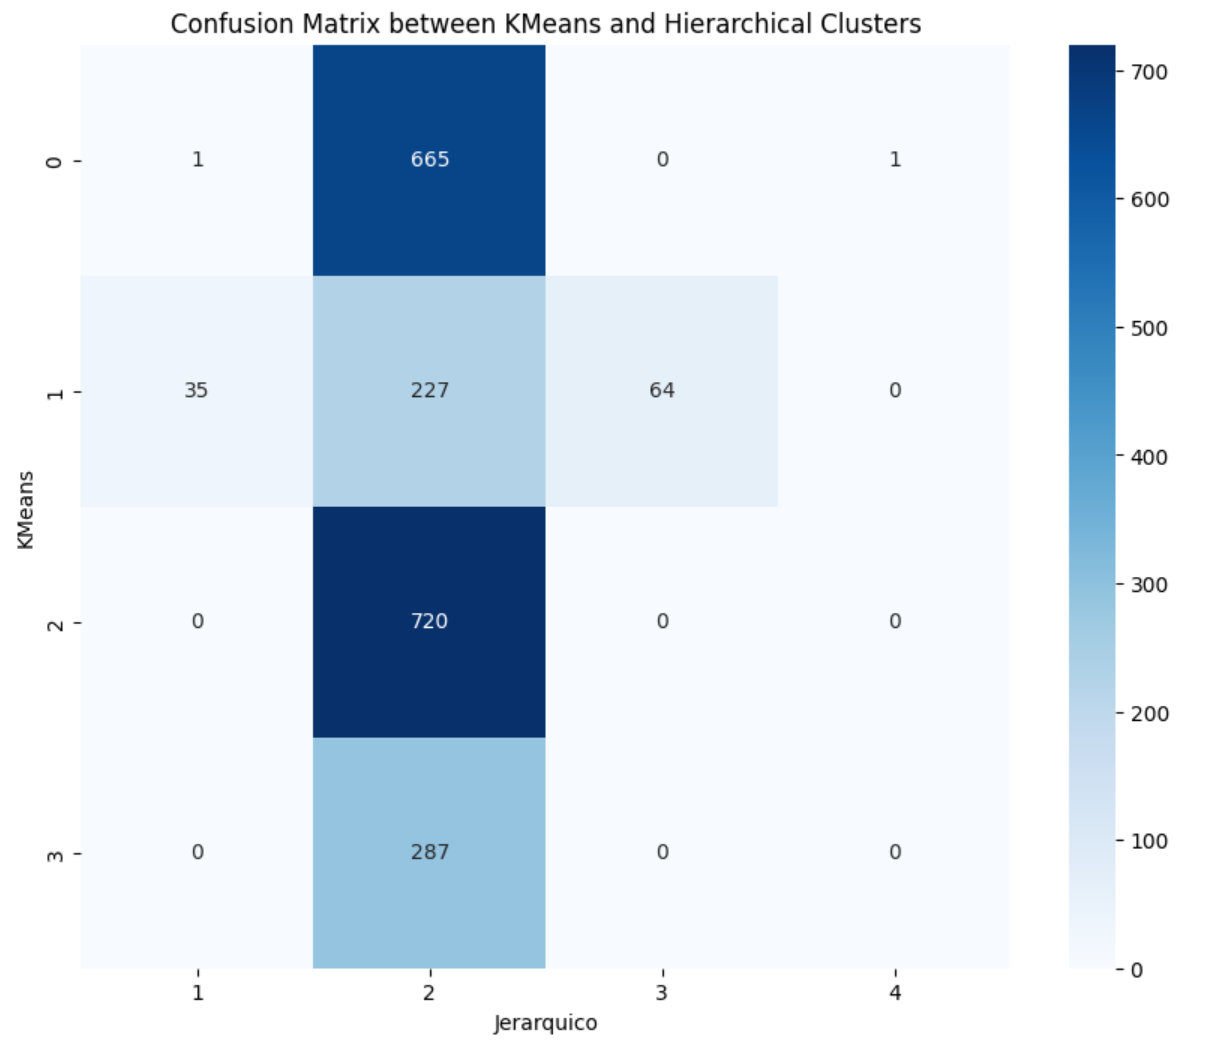 Confusion Matrix between KMeans and Hierarchical Clusters
0 1 665 0 1
1 35 227 64 0
2 0 720 0 0
3 0 287 0 0
1 2 3 4
Jerarquico
KMeans
700
600
500
400
300
200
100
0